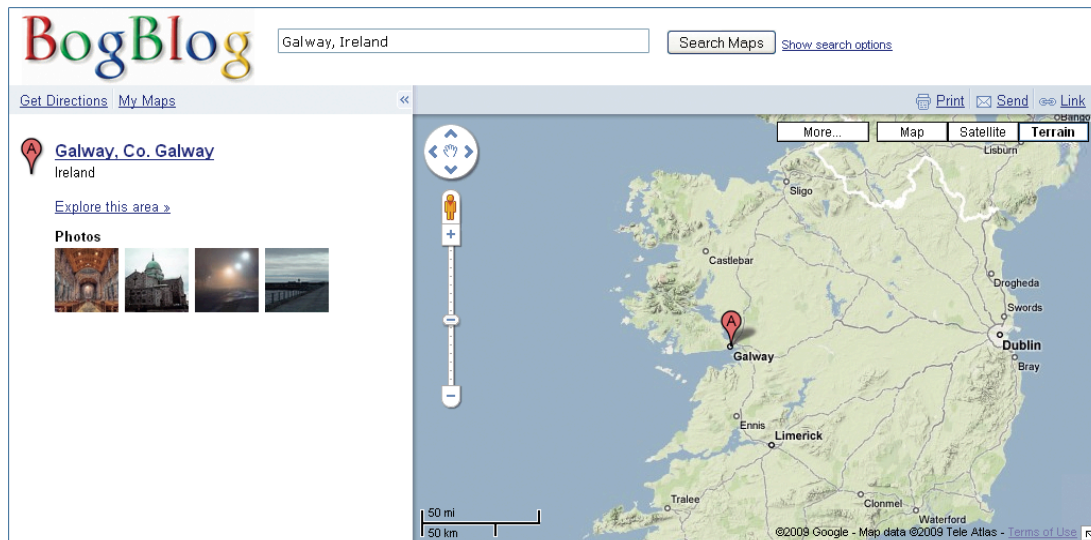 BogBlog
Galway, Ireland
Search Maps
Show search options
Get Directions My Maps
«
Print Send Link
A
Galway, Co. Galway
Ireland
Explore this area »
Photos
More... Map Satellite Terrain
Bango
Lisburn
Sligo
Castlebar
Drogheda
Swords
A
Dublin
Galway
Bray
Ennis
Limerick
Tralee
Clonmel
Waterford
50 mi
50 km
©2009 Google - Map data ©2009 Tele Atlas - Terms of Use